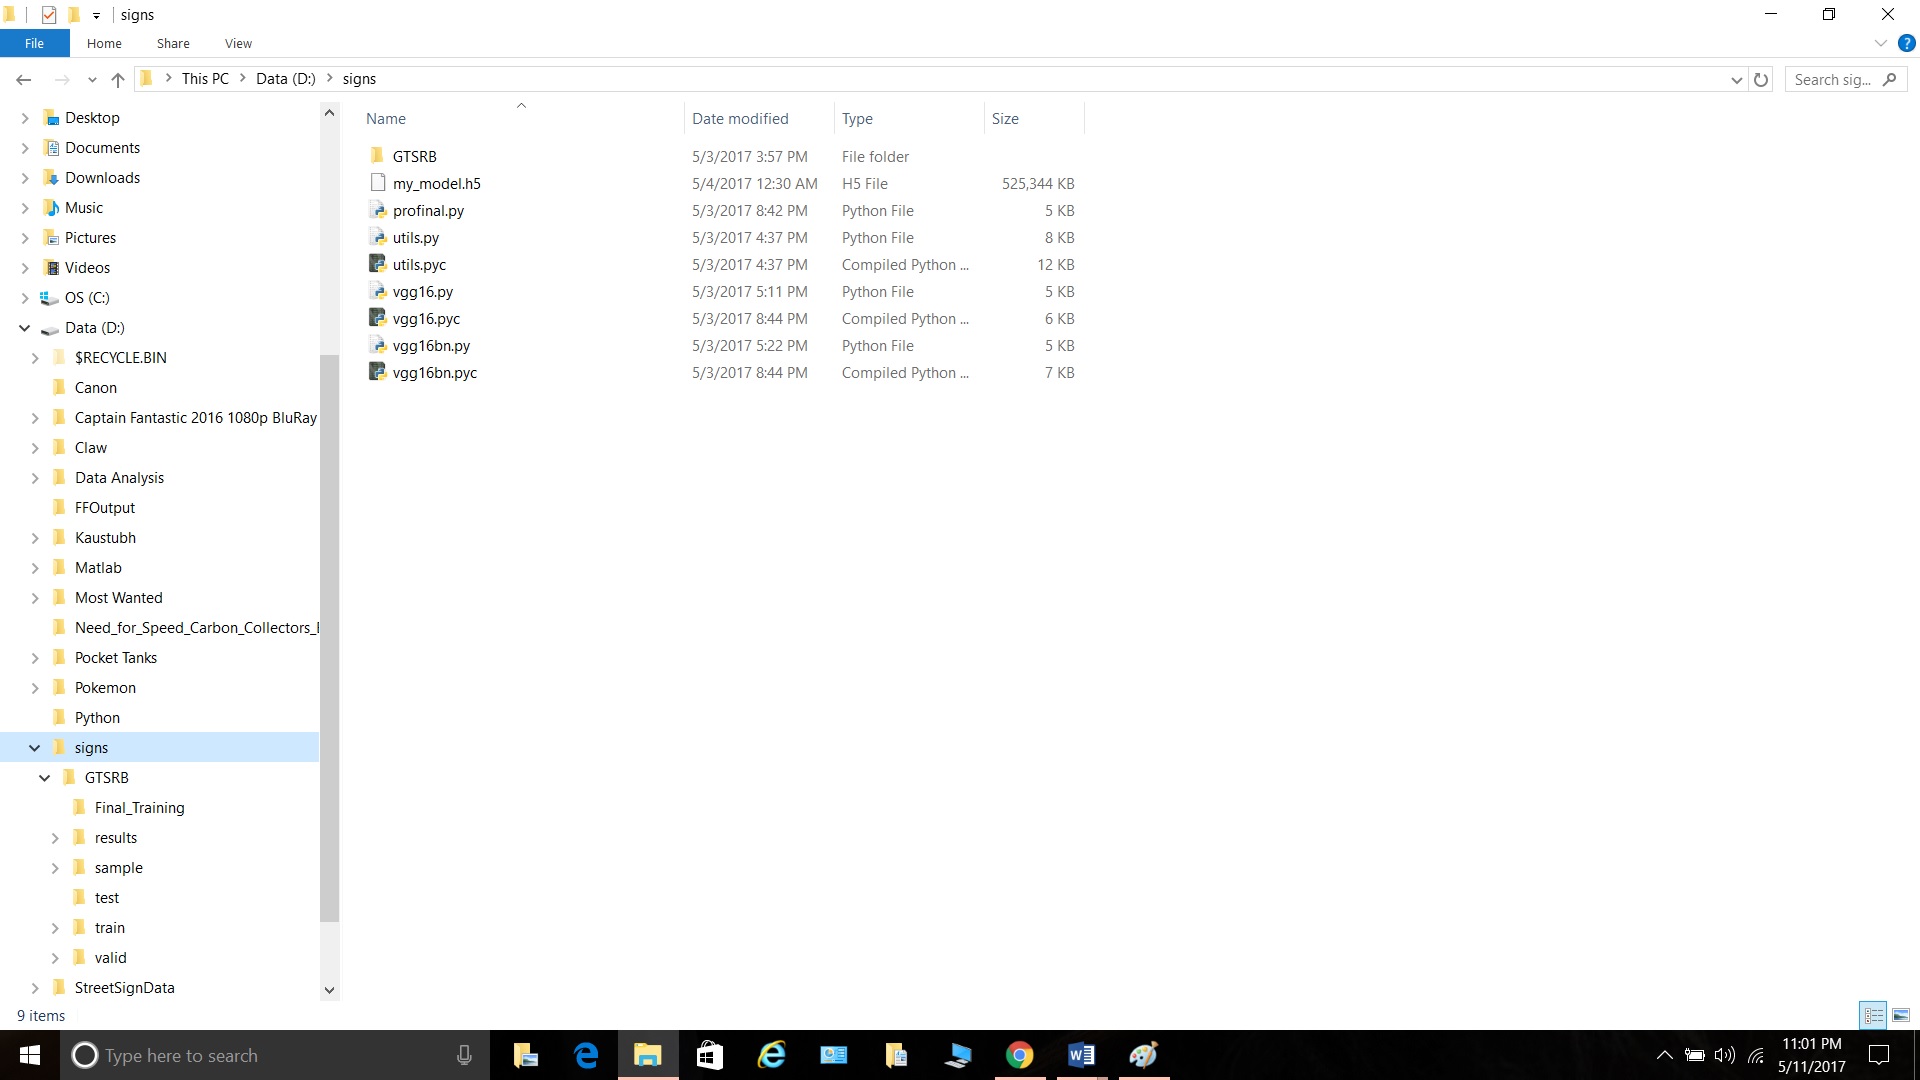 signs
File Home Share View
This PC Data (D:) signs Search sig...
Name Date modified Type Size
Desktop
Documents
Downloads
Music
Pictures
Videos
OS (C:)
Data (D:)
$RECYCLE.BIN
Canon
Captain Fantastic 2016 1080p BluRay
Claw
Data Analysis
FFOutput
Kaustubh
Matlab
Most Wanted
Need_for_Speed_Carbon_Collectors_
Pocket Tanks
Pokemon
Python
signs
GTSRB
Final_Training
results
sample
test
train
valid
StreetSignData
GTSRB 5/3/2017 3:57 PM File folder
my_model.h5 5/4/2017 12:30 AM H5 File 525,344 KB
profinal.py 5/3/2017 8:42 PM Python File 5 KB
utils.py 5/3/2017 4:37 PM Python File 8 KB
utils.pyc 5/3/2017 4:37 PM Compiled Python ... 12 KB
vgg16.py 5/3/2017 5:11 PM Python File 5 KB
vgg16.pyc 5/3/2017 8:44 PM Compiled Python ... 6 KB
vgg16bn.py 5/3/2017 5:22 PM Python File 5 KB
vgg16bn.pyc 5/3/2017 8:44 PM Compiled Python ... 7 KB
9 items
Type here to search
11:01 PM
5/11/2017